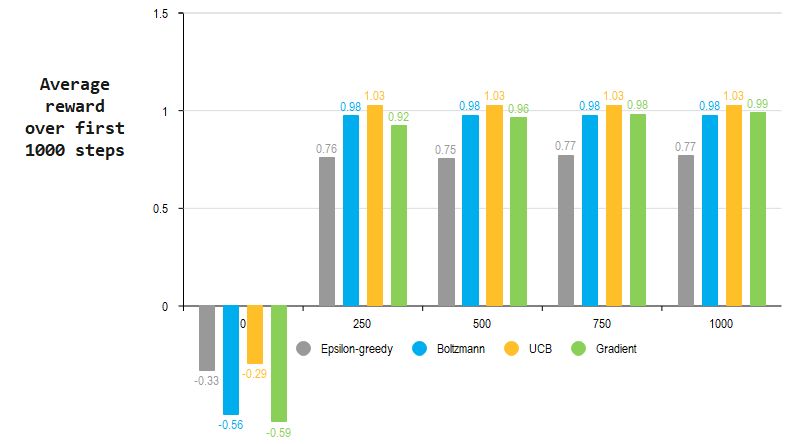 1.5
Average
reward
over first
1000 steps
1.03 1.03 1.03 1.03
0.98 0.92 0.98 0.96 0.98 0.98 0.98 0.99
1
0.76 0.75 0.77 0.77
0.5
0
0 250 500 750 1000
Epsilon-greedy Boltzmann UCB Gradient
-0.33 -0.29
-0.56 -0.59